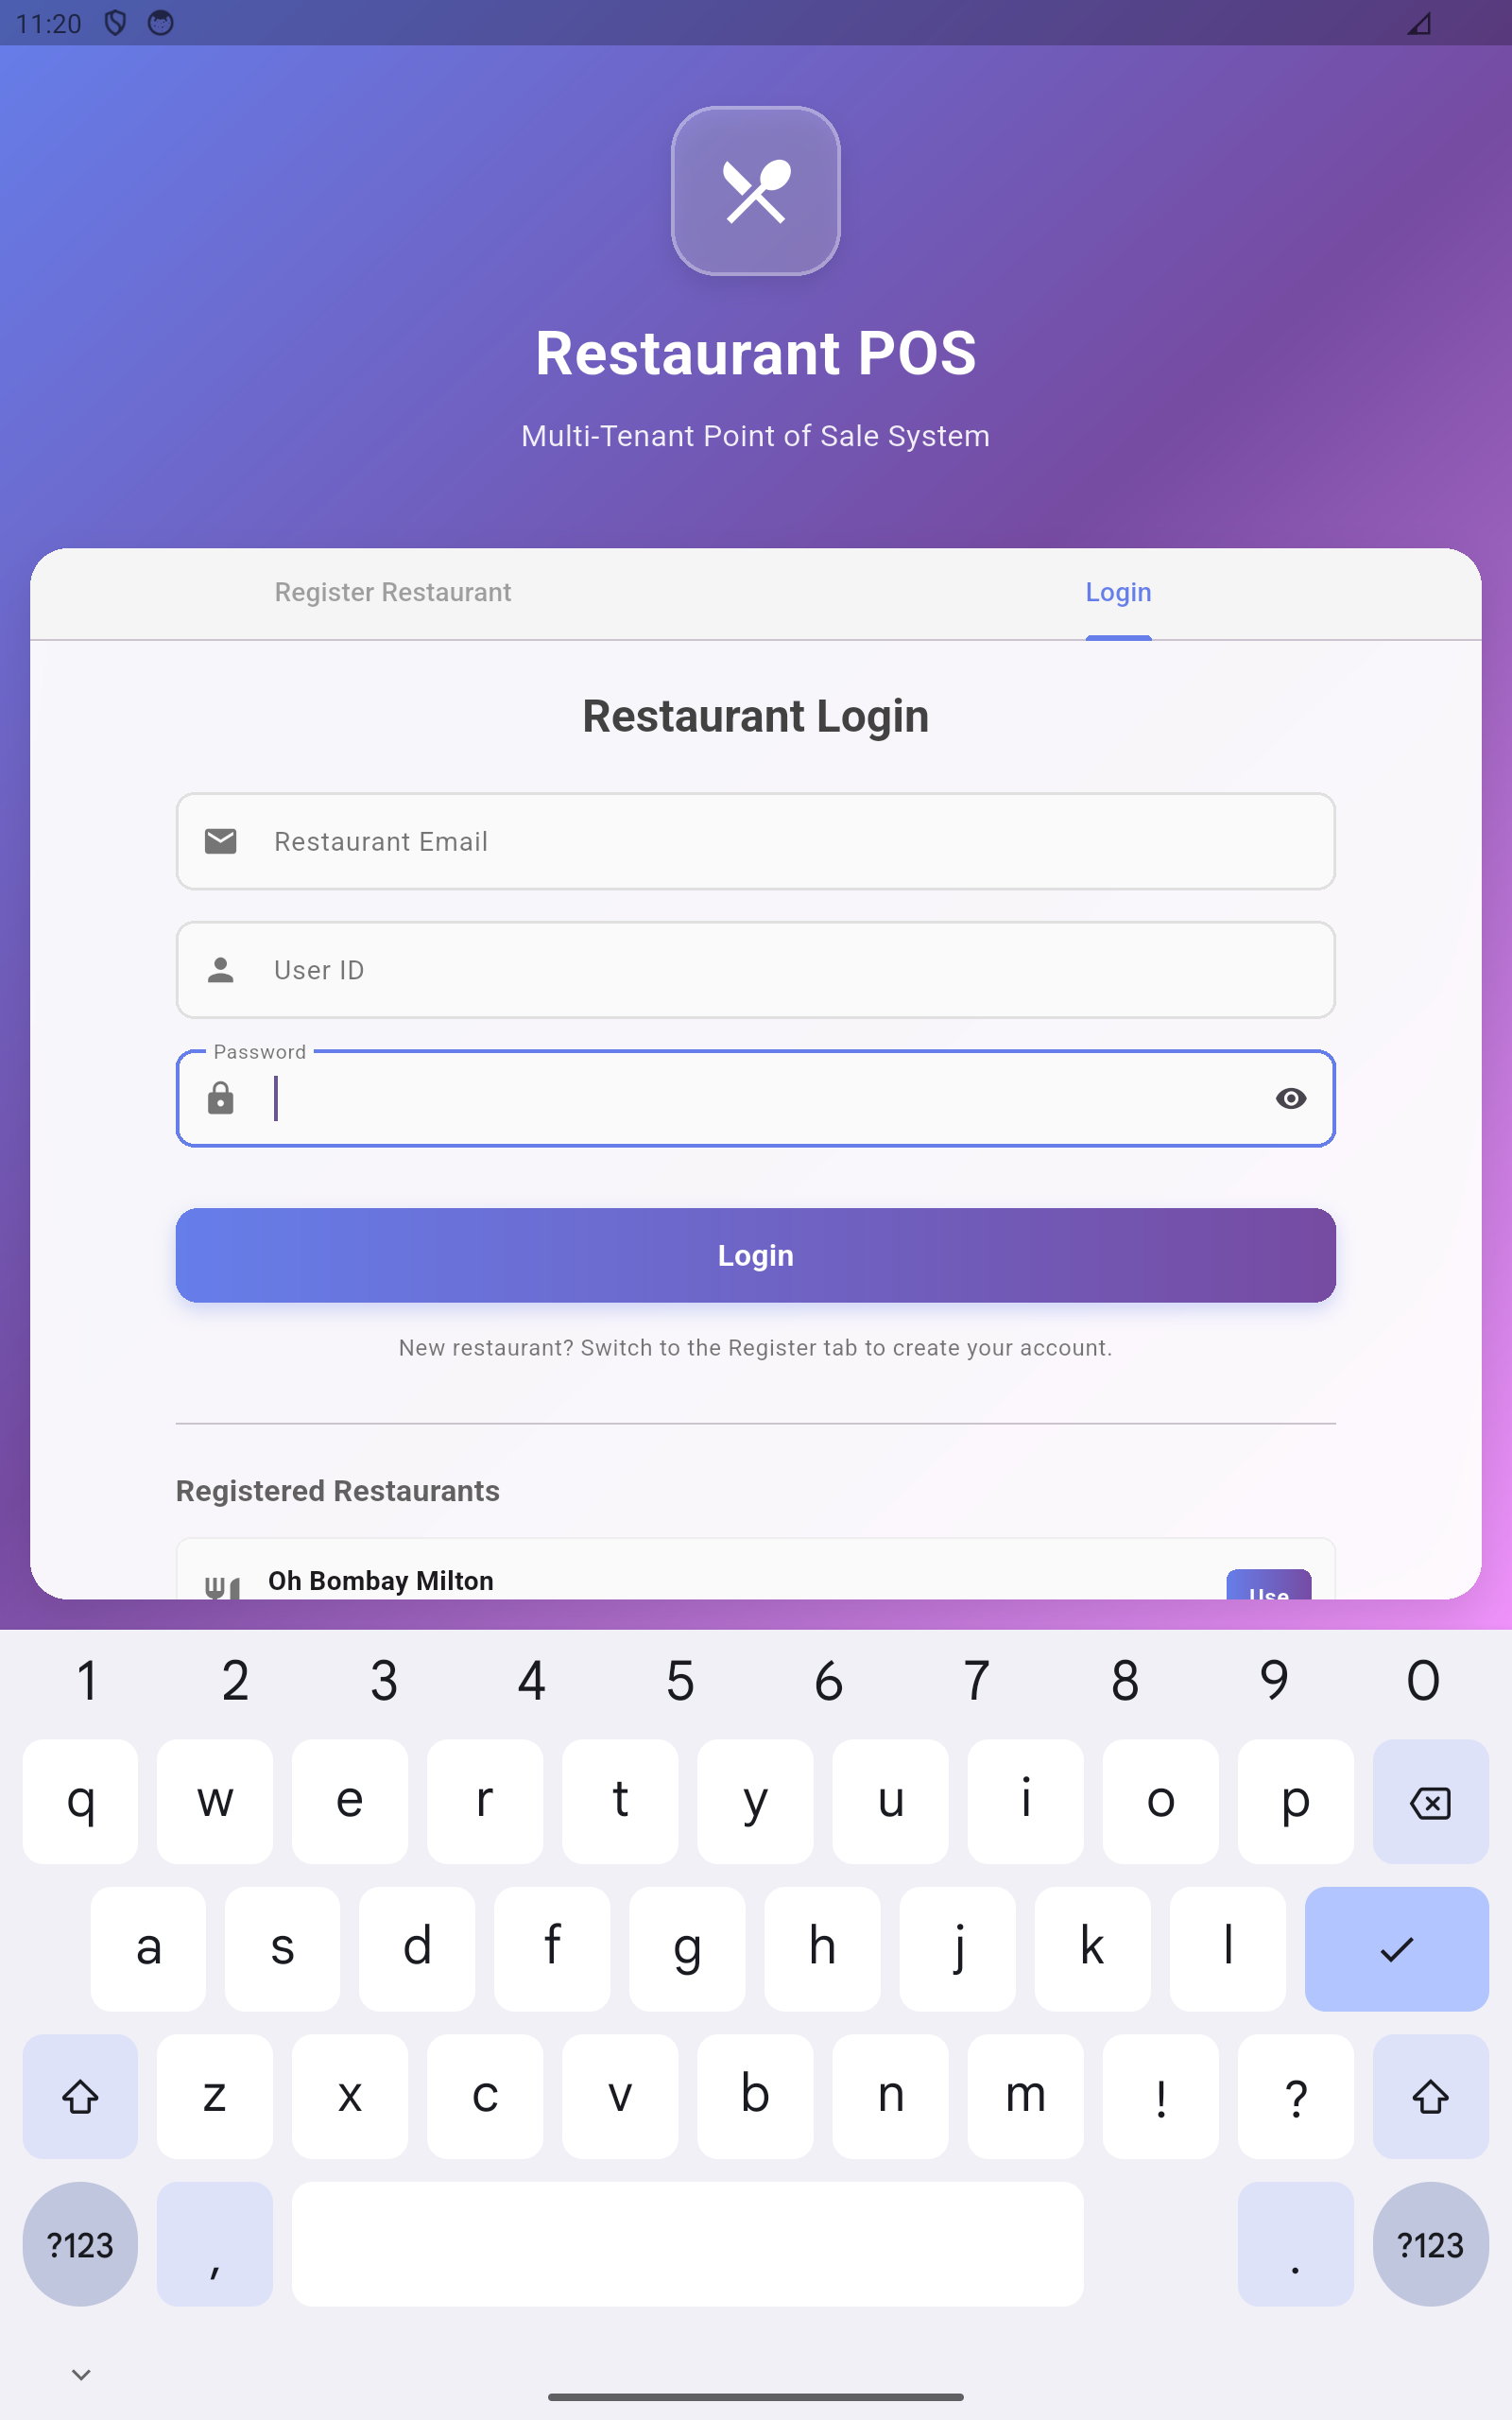 11:20
Restaurant POS
Multi-Tenant Point of Sale System
Register Restaurant
Login
Restaurant Login
Restaurant Email
User ID
Password
Login
New restaurant? Switch to the Register tab to create your account.
Registered Restaurants
Oh Bombay Milton
Use
1 2 3 4 5 6 7 8 9 0
q w e r t y u i o p
a s d f g h j k l
z x c v b n m ! ?
?123 , . ?123